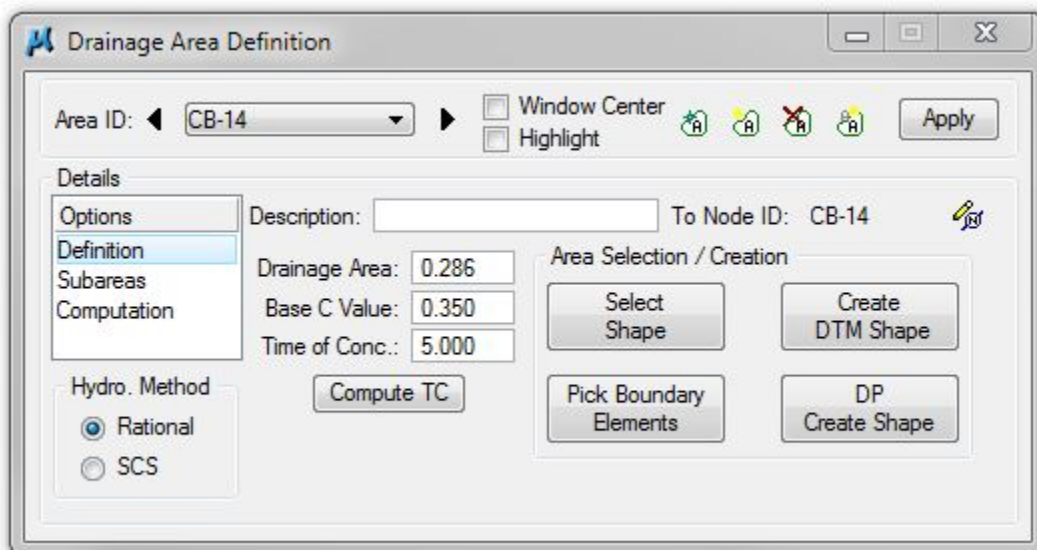 Drainage Area Definition
Area ID: CB-14 Window Center
Highlight
Apply
Details
Options
Definition
Subareas
Computation
Description: To Node ID: CB-14
Drainage Area: 0.286
Base C Value: 0.350
Time of Conc.: 5.000
Compute TC
Area Selection / Creation
Select
Shape
Create
DTM Shape
Pick Boundary
Elements
DP
Create Shape
Hydro. Method
Rational
SCS